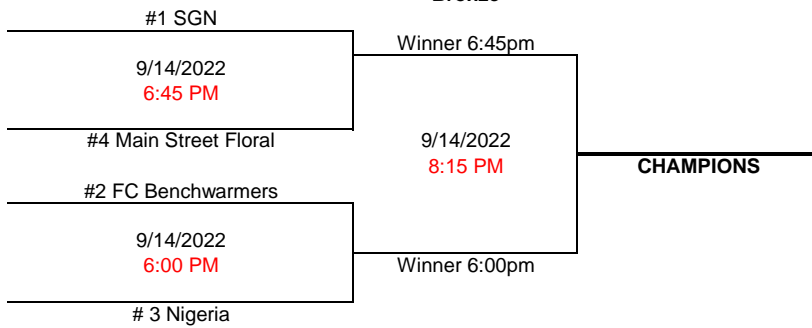 #1 SGN
Winner 6:45pm
9/14/2022
6:45 PM
#4 Main Street Floral
9/14/2022
8:15 PM
CHAMPIONS
#2 FC Benchwarmers
9/14/2022
6:00 PM
Winner 6:00pm
# 3 Nigeria